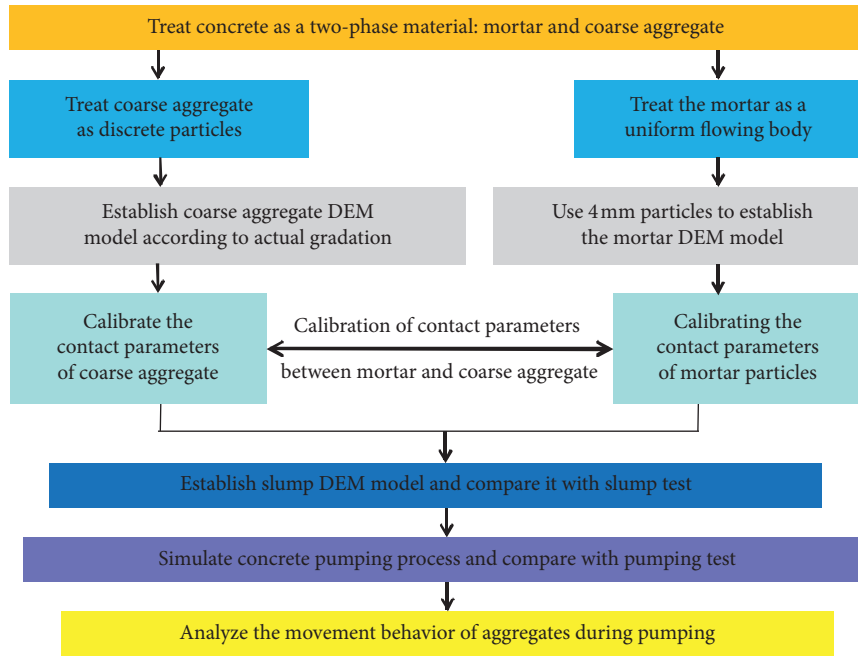 Treat concrete as a two-phase material: mortar and coarse aggregate
Treat coarse aggregate
as discrete particles
Treat the mortar as a
uniform flowing body
Establish coarse aggregate DEM
model according to actual gradation
Use 4 mm particles to establish
the mortar DEM model
Calibrate the
contact parameters
of coarse aggregate
Calibration of contact parameters
between mortar and coarse aggregate
Calibrating the
contact parameters
of mortar particles
Establish slump DEM model and compare it with slump test
Simulate concrete pumping process and compare with pumping test
Analyze the movement behavior of aggregates during pumping